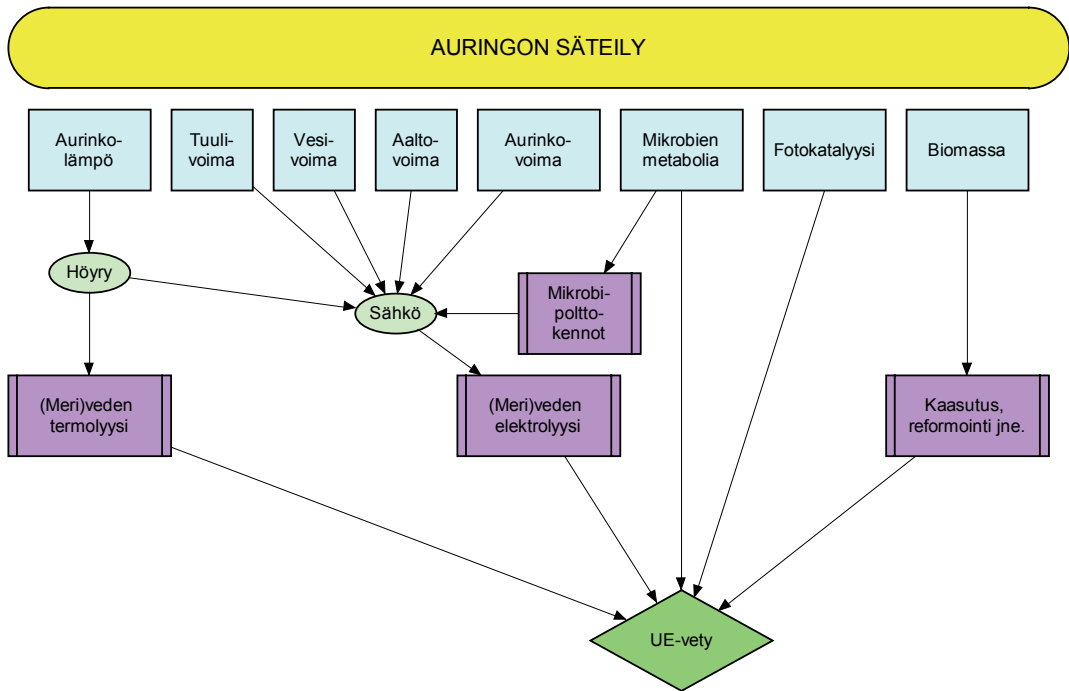 AURINGON SÄTEILY
Aurinko-
lämpö
Tuuli-
voima
Vesi-
voima
Aalto-
voima
Aurinko-
voima
Mikrobien
metabolia
Fotokatalyysi
Biomassa
Höyry
Sähkö
Mikrobi-
poltto-
kennot
(Meri)veden
termolyysi
(Meri)veden
elektrolyysi
Kaasutus,
reformointi jne.
UE-vety